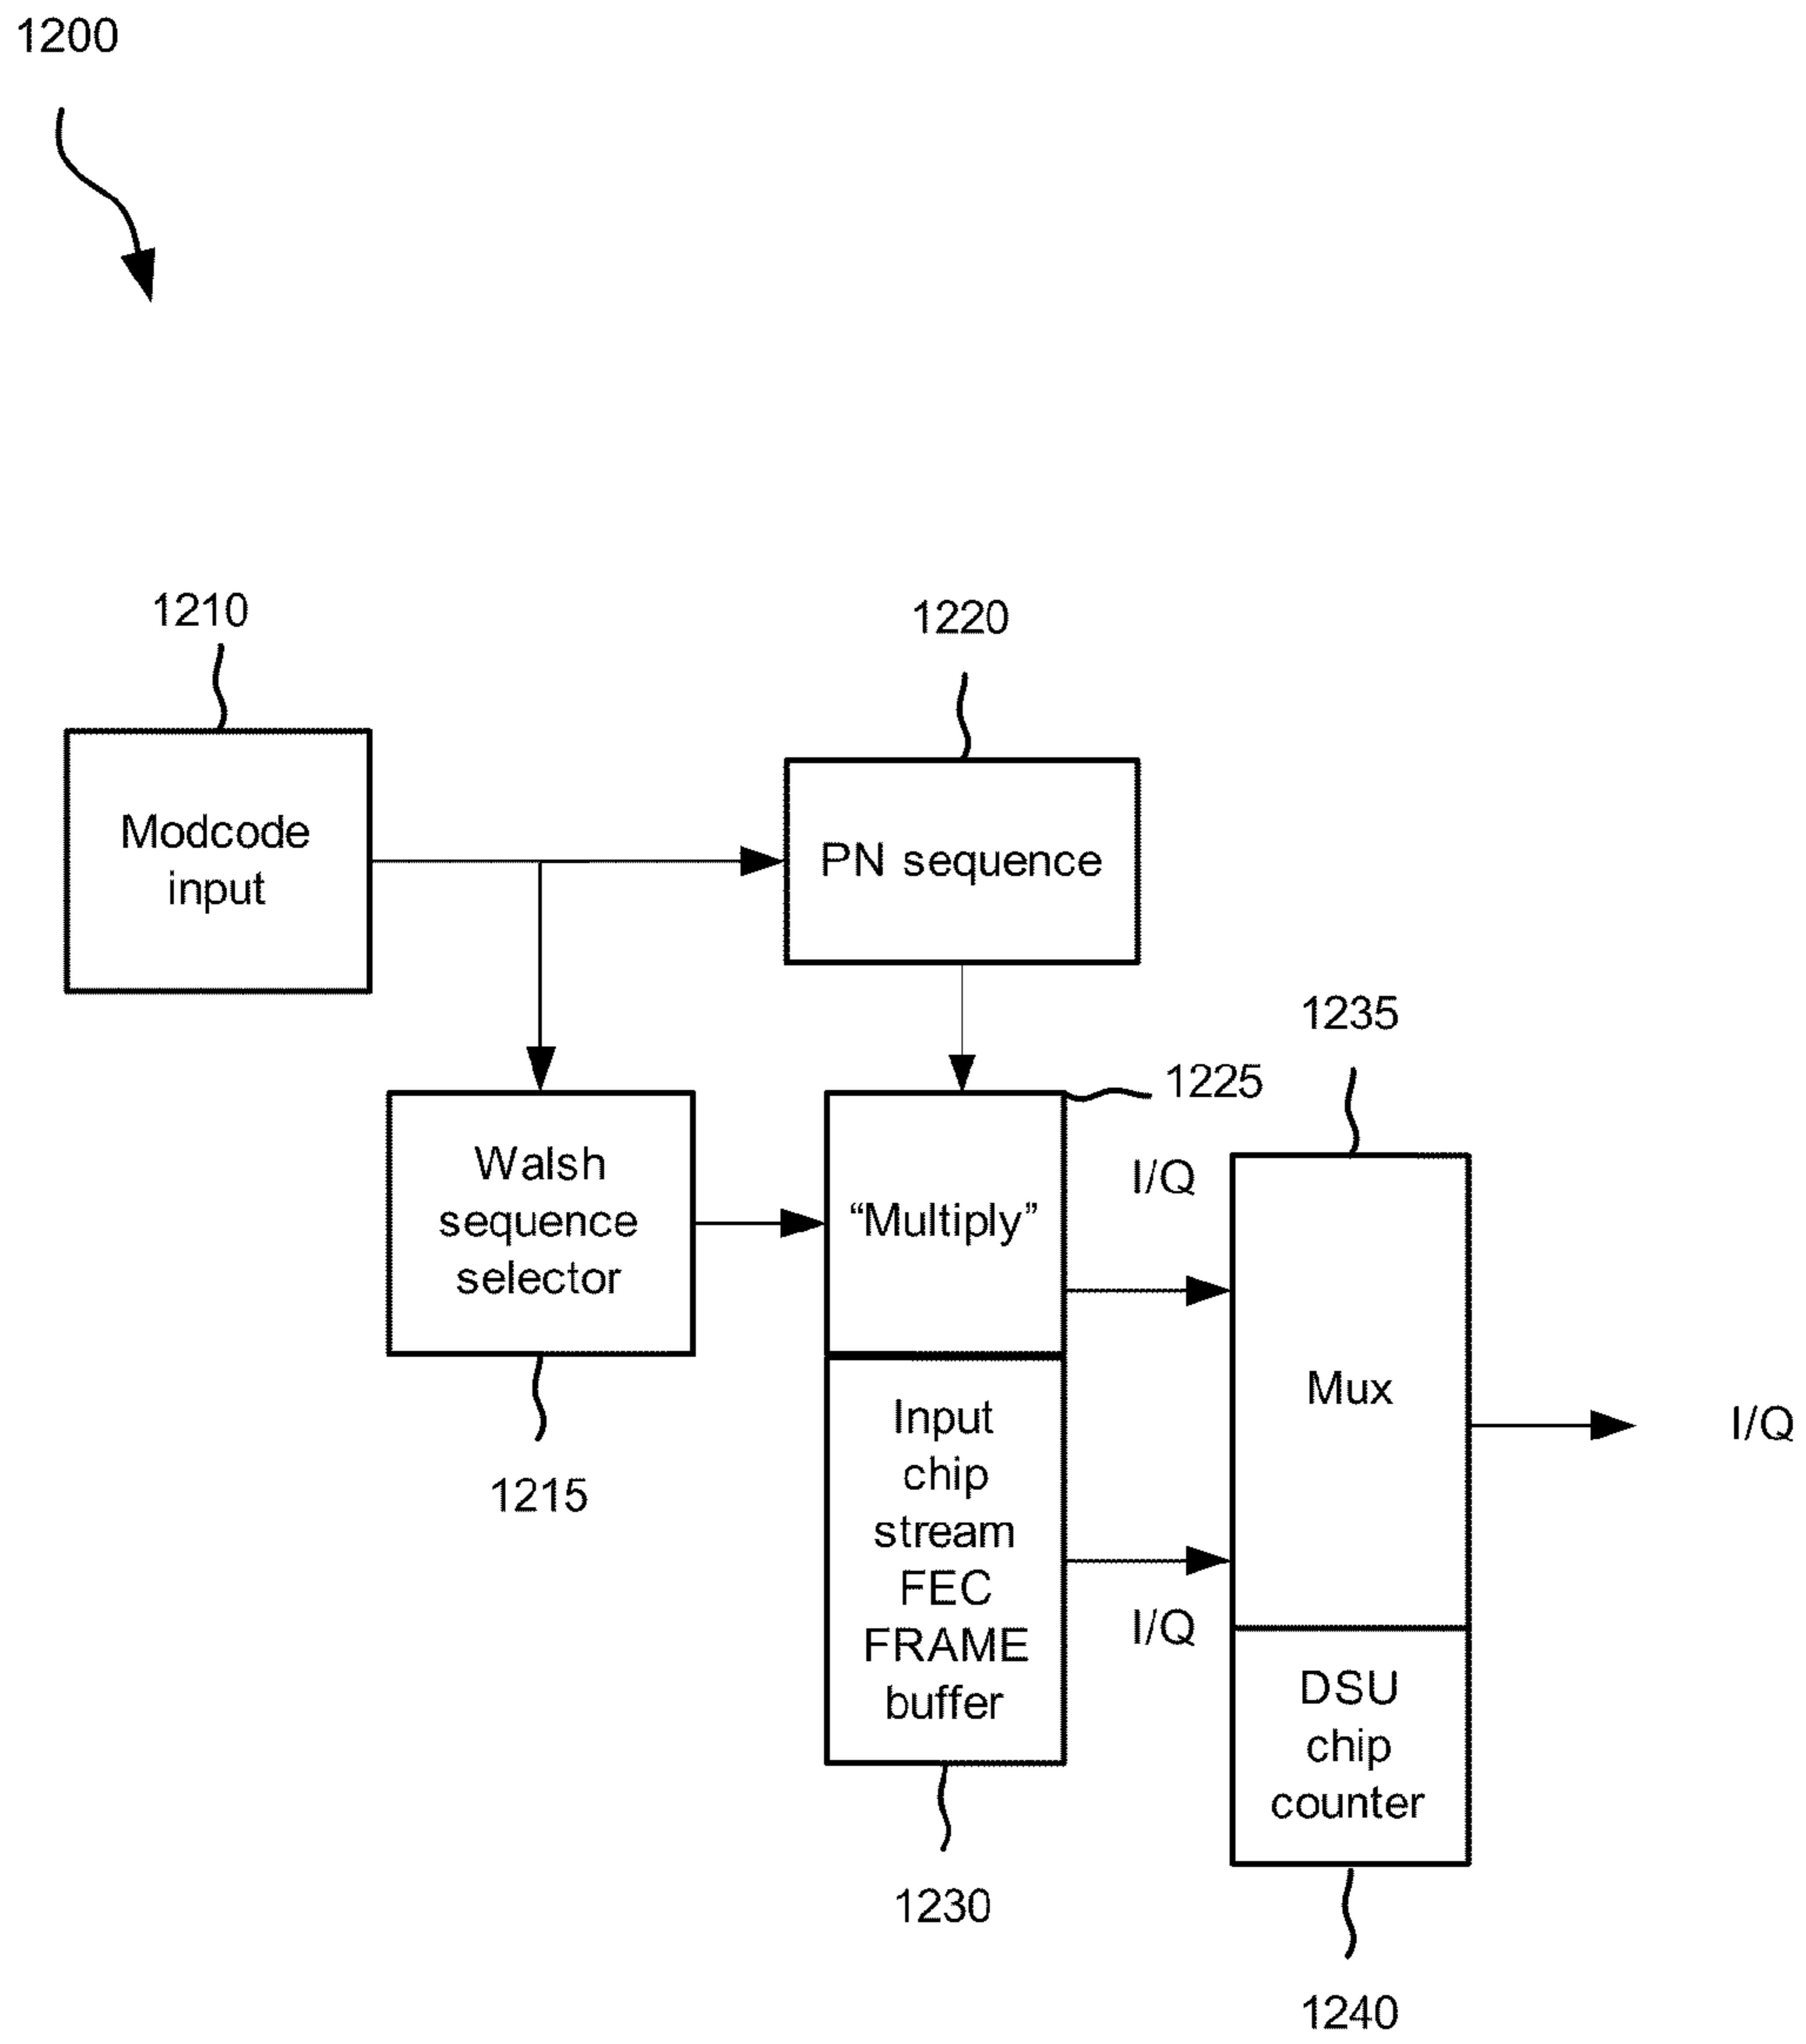 1200
1210
1220
Modcode
input
PN sequence
1235
1225
Walsh
sequence
selector
“Multiply”
I/Q
Mux
I/Q
Input
chip
stream
FEC
FRAME
buffer
I/Q
1215
DSU
chip
counter
1230
1240